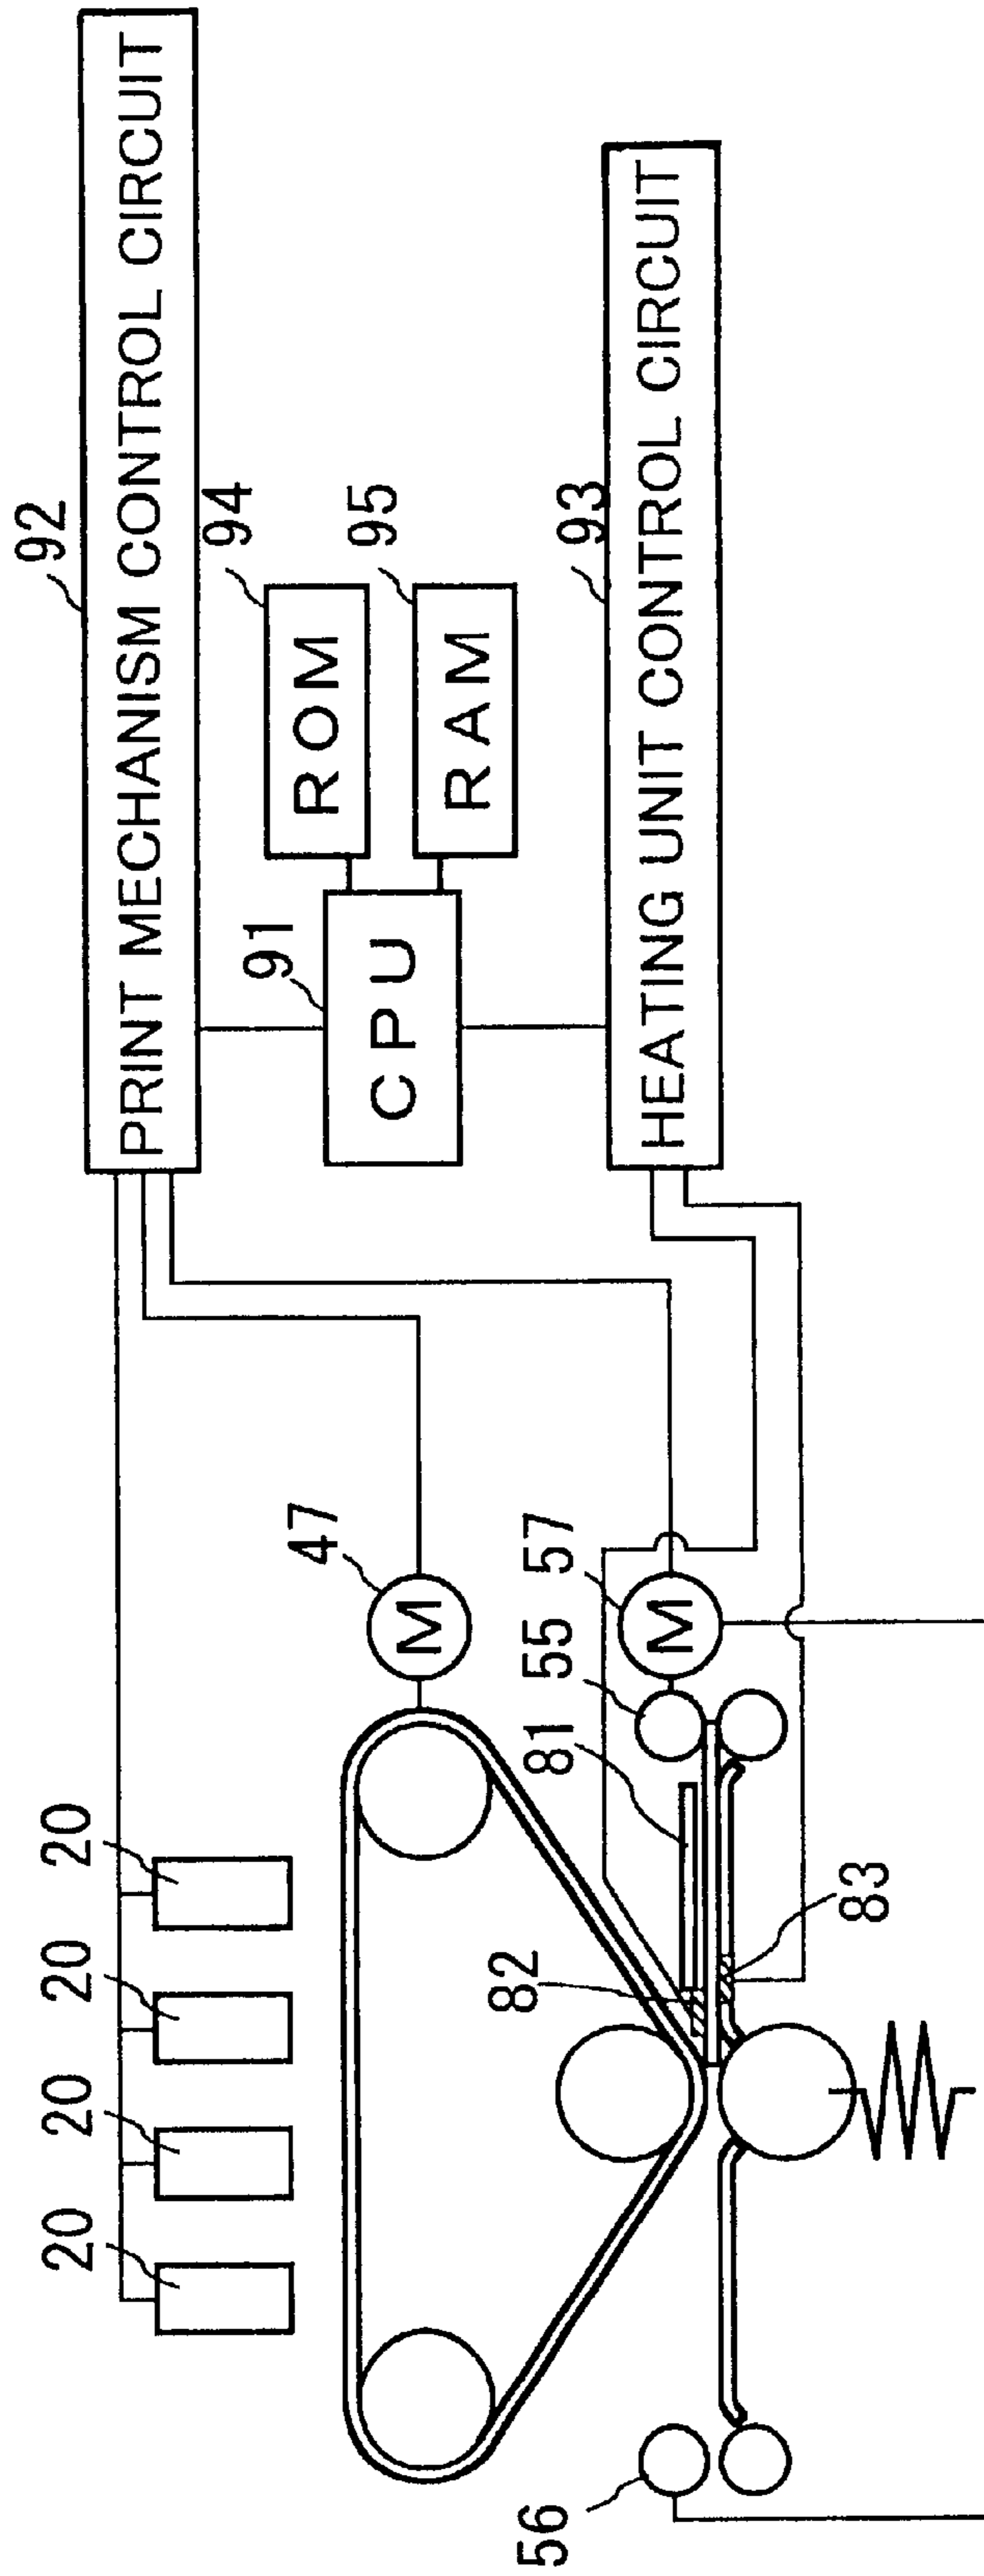 92
PRINT MECHANISM CONTROL CIRCUIT
94
ROM
95
RAM
91
CPU
93
HEATING UNIT CONTROL CIRCUIT
47
M
57
M
55
81
20
20
20
20
82
83
56